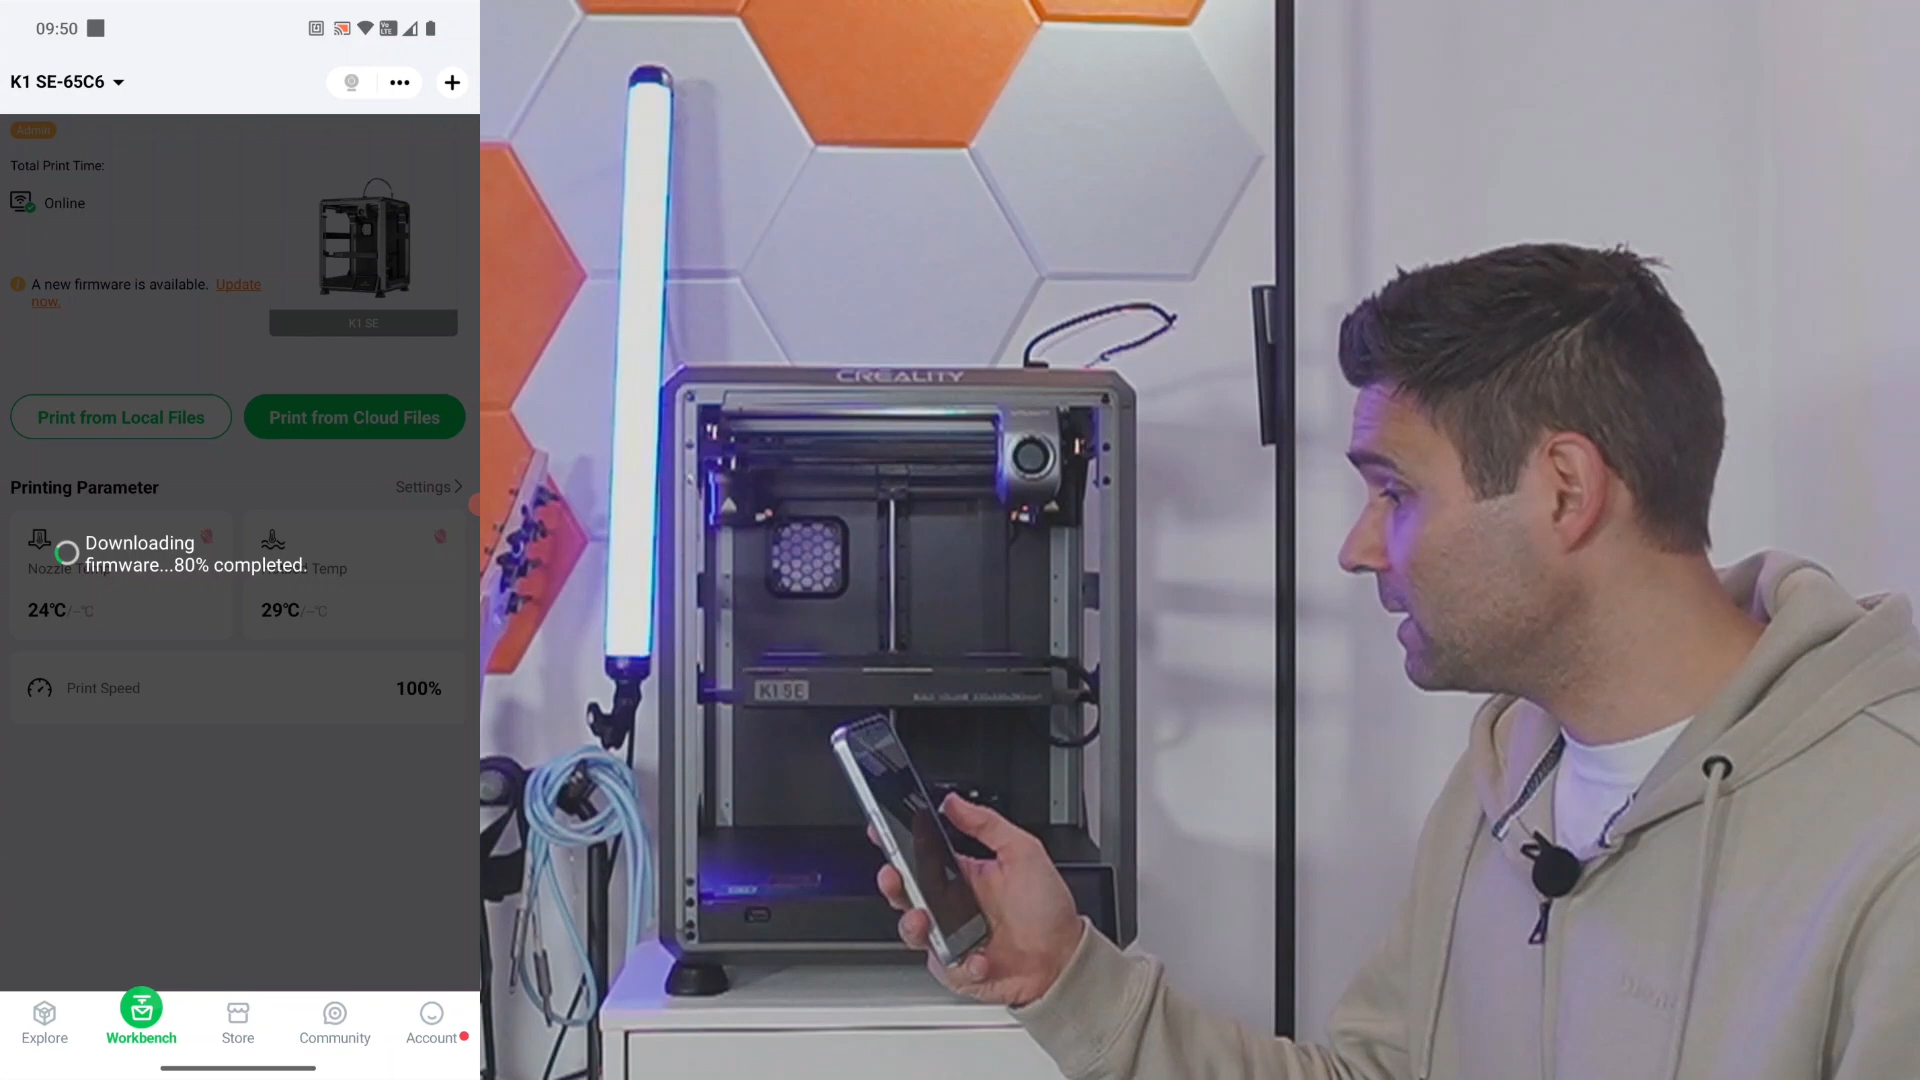 09:50
Vo
LTE
K1 SE-65C6
Admin
Total Print Time:
Online
A new firmware is available. Update
now.
K1 SE
Print from Local Files
Print from Cloud Files
Printing Parameter
Settings
Downloading
firmware...80% completed.
Nozzle
Temp
24℃/--℃
29℃/--℃
Print Speed
100%
Explore
Workbench
Store
Community
Account
CREALITY
K1 SE